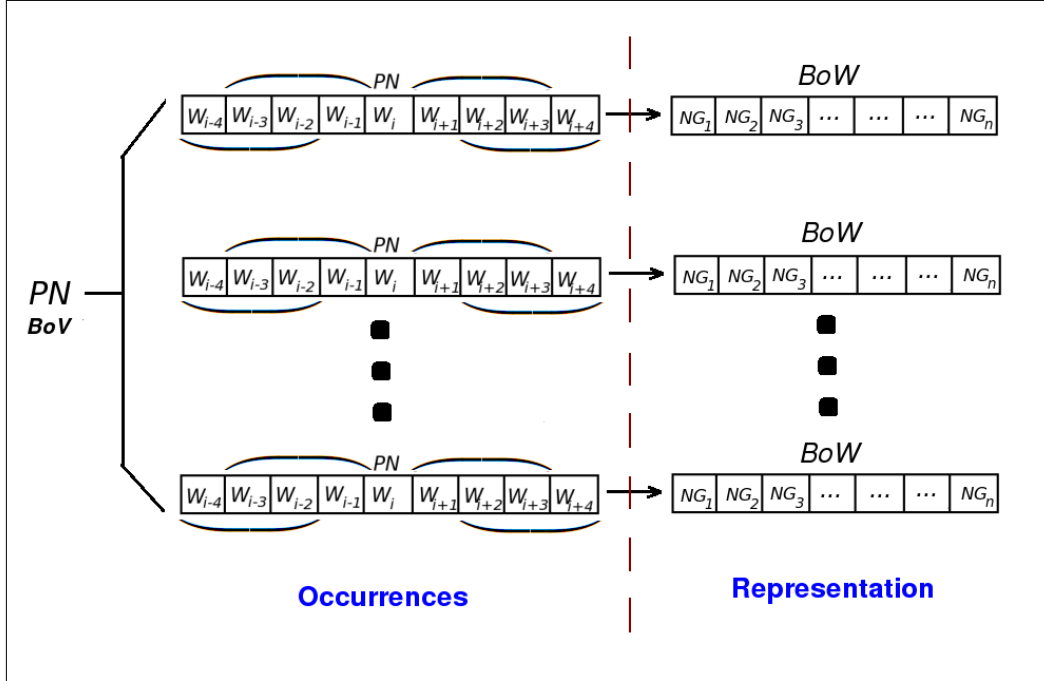 BoW
PN
W_{i-4} W_{i-3} W_{i-2} W_{i-1} W_i W_{i+1} W_{i+2} W_{i+3} W_{i+4}
NG_1 NG_2 NG_3 ... ... ... NG_n
BoW
PN
W_{i-4} W_{i-3} W_{i-2} W_{i-1} W_i W_{i+1} W_{i+2} W_{i+3} W_{i+4}
NG_1 NG_2 NG_3 ... ... ... NG_n
PN
BoV
BoW
PN
W_{i-4} W_{i-3} W_{i-2} W_{i-1} W_i W_{i+1} W_{i+2} W_{i+3} W_{i+4}
NG_1 NG_2 NG_3 ... ... ... NG_n
Occurrences
Representation